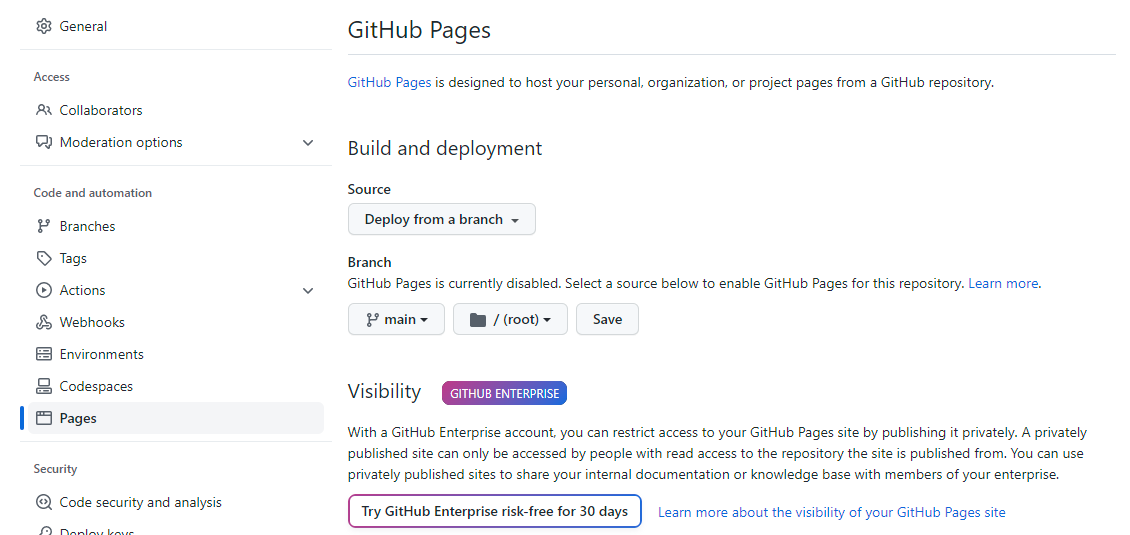 General
Access
Collaborators
Moderation options
Code and automation
Branches
Tags
Actions
Webhooks
Environments
Codespaces
Pages
Security
Code security and analysis
Deploy keys
GitHub Pages
GitHub Pages is designed to host your personal, organization, or project pages from a GitHub repository.
Build and deployment
Source
Deploy from a branch
Branch
GitHub Pages is currently disabled. Select a source below to enable GitHub Pages for this repository. Learn more.
main / (root) Save
Visibility GITHUB ENTERPRISE
With a GitHub Enterprise account, you can restrict access to your GitHub Pages site by publishing it privately. A privately
published site can only be accessed by people with read access to the repository the site is published from. You can use
privately published sites to share your internal documentation or knowledge base with members of your enterprise.
Try GitHub Enterprise risk-free for 30 days Learn more about the visibility of your GitHub Pages site